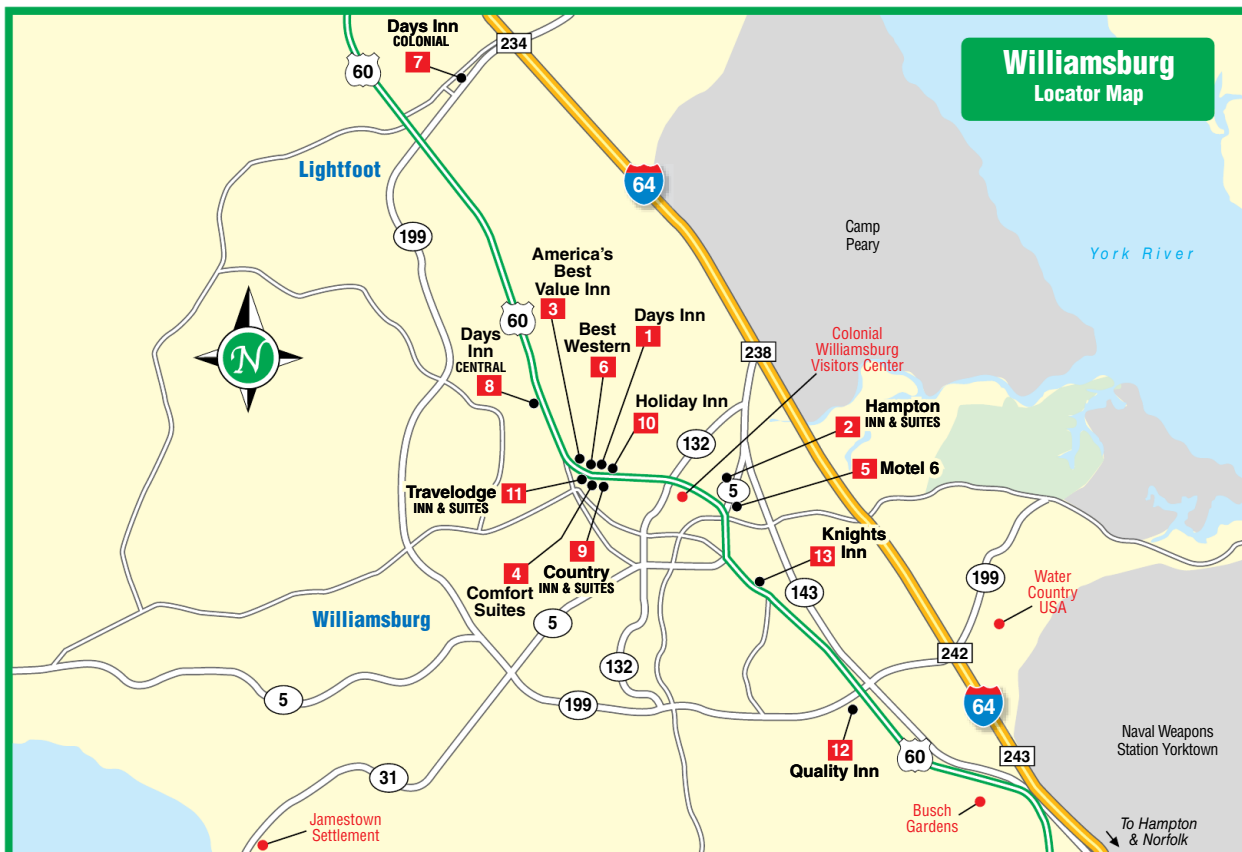 Williamsburg
Locator Map
Days Inn
COLONIAL
7
234
60
Lightfoot
64
199
Camp
Peary
York River
America's
Best
Value Inn
3
60
Days Inn
1
Best
Western
6
Days
Inn
CENTRAL
8
N
Colonial
Williamsburg
Visitors Center
238
Holiday Inn
10
Hampton
INN & SUITES
2
132
5 Motel 6
5
Travelodge
INN & SUITES
11
Knights
Inn
13
9
Country
INN & SUITES
4
Comfort
Suites
143
199
Water
Country
USA
Williamsburg
5
132
242
5
199
64
12
Quality Inn
60
243
Naval Weapons
Station Yorktown
31
Busch
Gardens
Jamestown
Settlement
To Hampton
& Norfolk